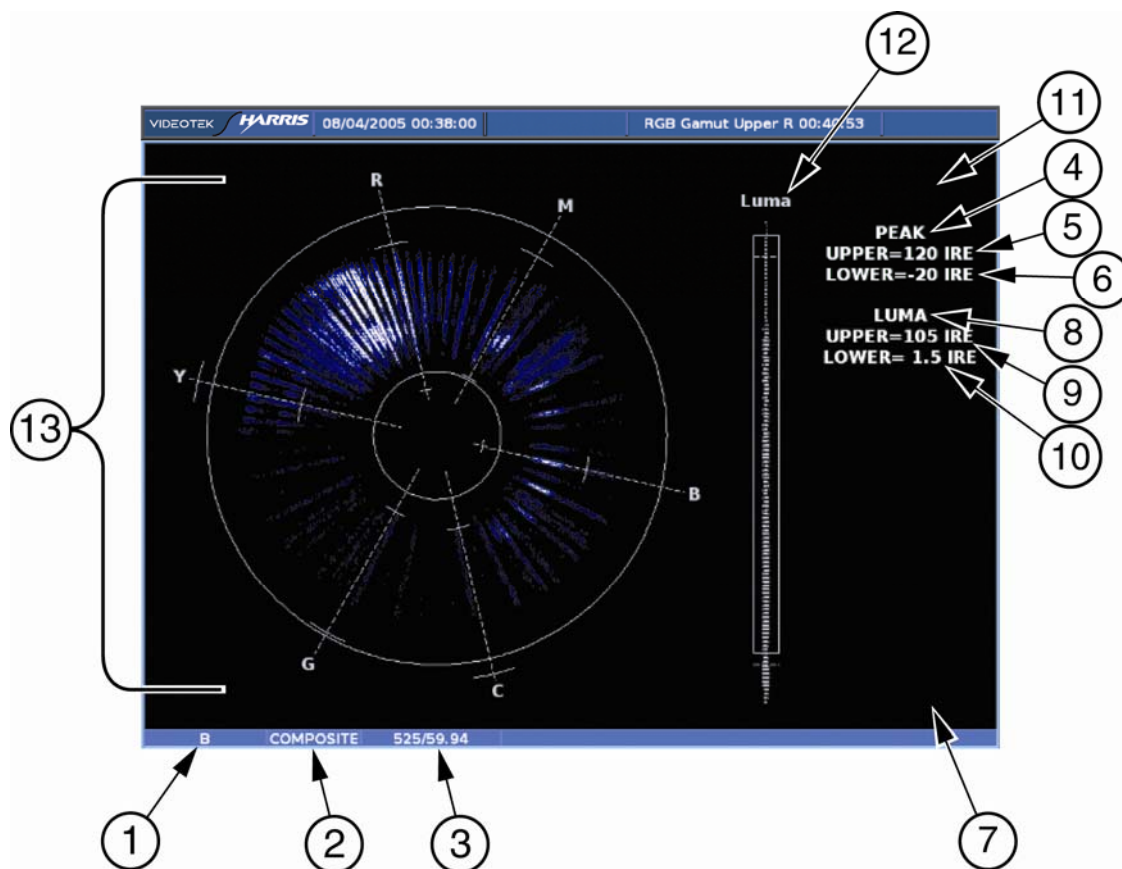 12
11
VIDEOTEK HARRIS 08/04/2005 00:38:00 RGB Gamut Upper R 00:40:53
4
R
M
Luma
PEAK
5
UPPER=120 IRE
LOWER=-20 IRE
6
LUMA
8
UPPER=105 IRE
LOWER= 1.5 IRE
9
Y
13
10
B
G
C
B COMPOSITE 525/59.94
1
2
3
7